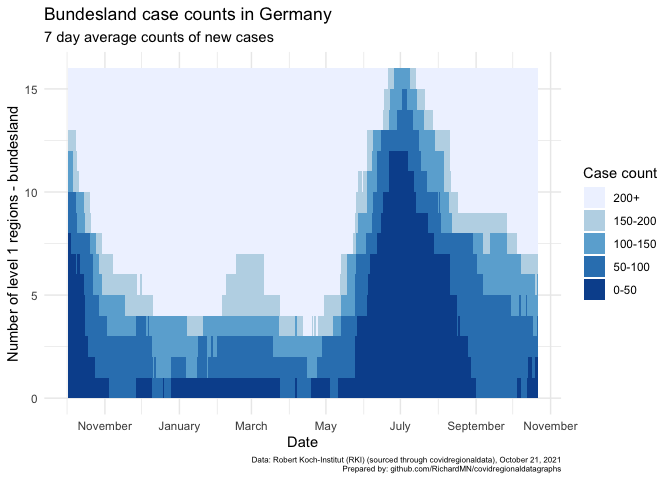 Bundesland case counts in Germany
7 day average counts of new cases
Number of level 1 regions - bundesland
15
10
5
0
November January March May July September November
Date
Case count
200+
150-200
100-150
50-100
0-50
Data: Robert Koch-Institut (RKI) (sourced through covidregionaldata), October 21, 2021
Prepared by: github.com/RichardMN/covidregionaldatagraphs